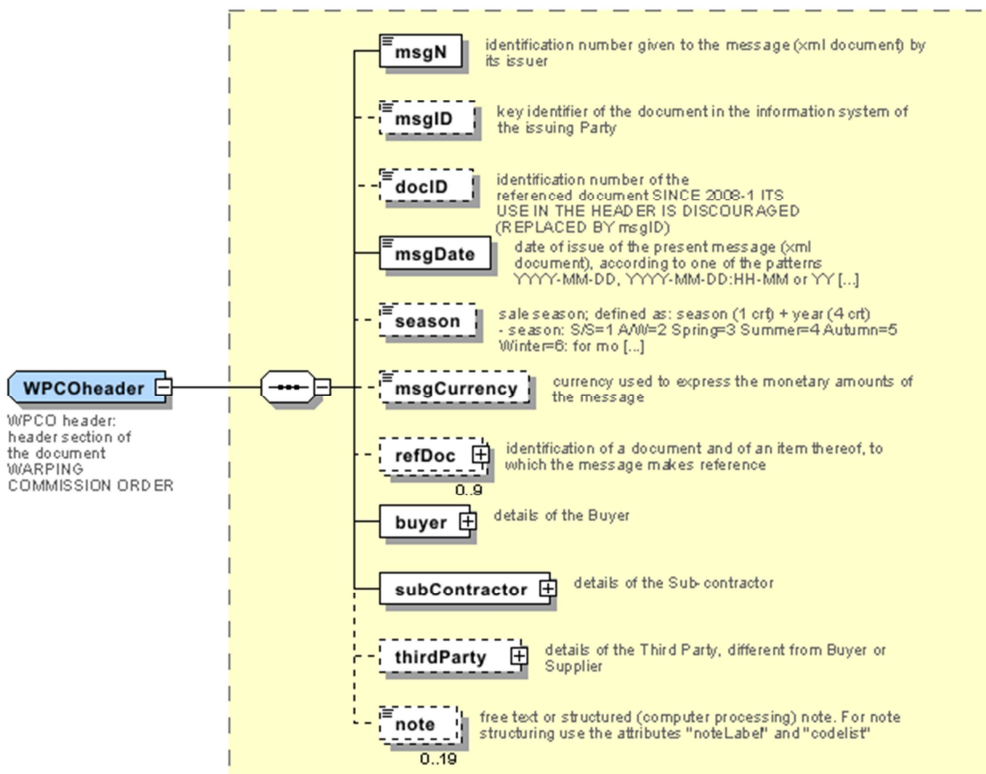 msgN
identification number given to the message (xml document) by
its issuer
msgID
key identifier of the document in the information system of
the issuing Party
docID
identification number of the
referenced document SINCE 2008-1 ITS
USE IN THE HEADER IS DISCOURAGED
(REPLACED BY msgID)
msgDate
date of issue of the present message (xml
document), according to one of the patterns
YYYY-MM-DD, YYYY-MM-DD:HH-MM or YY [...]
season
sale season; defined as: season (1 crt) + year (4 crt)
- season: S/S=1 A/W=2 Spring=3 Summer=4 Autumn=5
Winter=6: for mo [...]
WPCOheader
WPCO header:
header section of
the document
WARPING
COMMISSION ORDER
msgCurrency
currency used to express the monetary amounts of
the message
refDoc
0..9
identification of a document and of an item thereof, to
which the message makes reference
buyer
details of the Buyer
subContractor
details of the Sub-contractor
thirdParty
details of the Third Party, different from Buyer or
Supplier
note
0..19
free text or structured (computer processing) note. For note
structuring use the attributes "noteLabel" and "codelist"